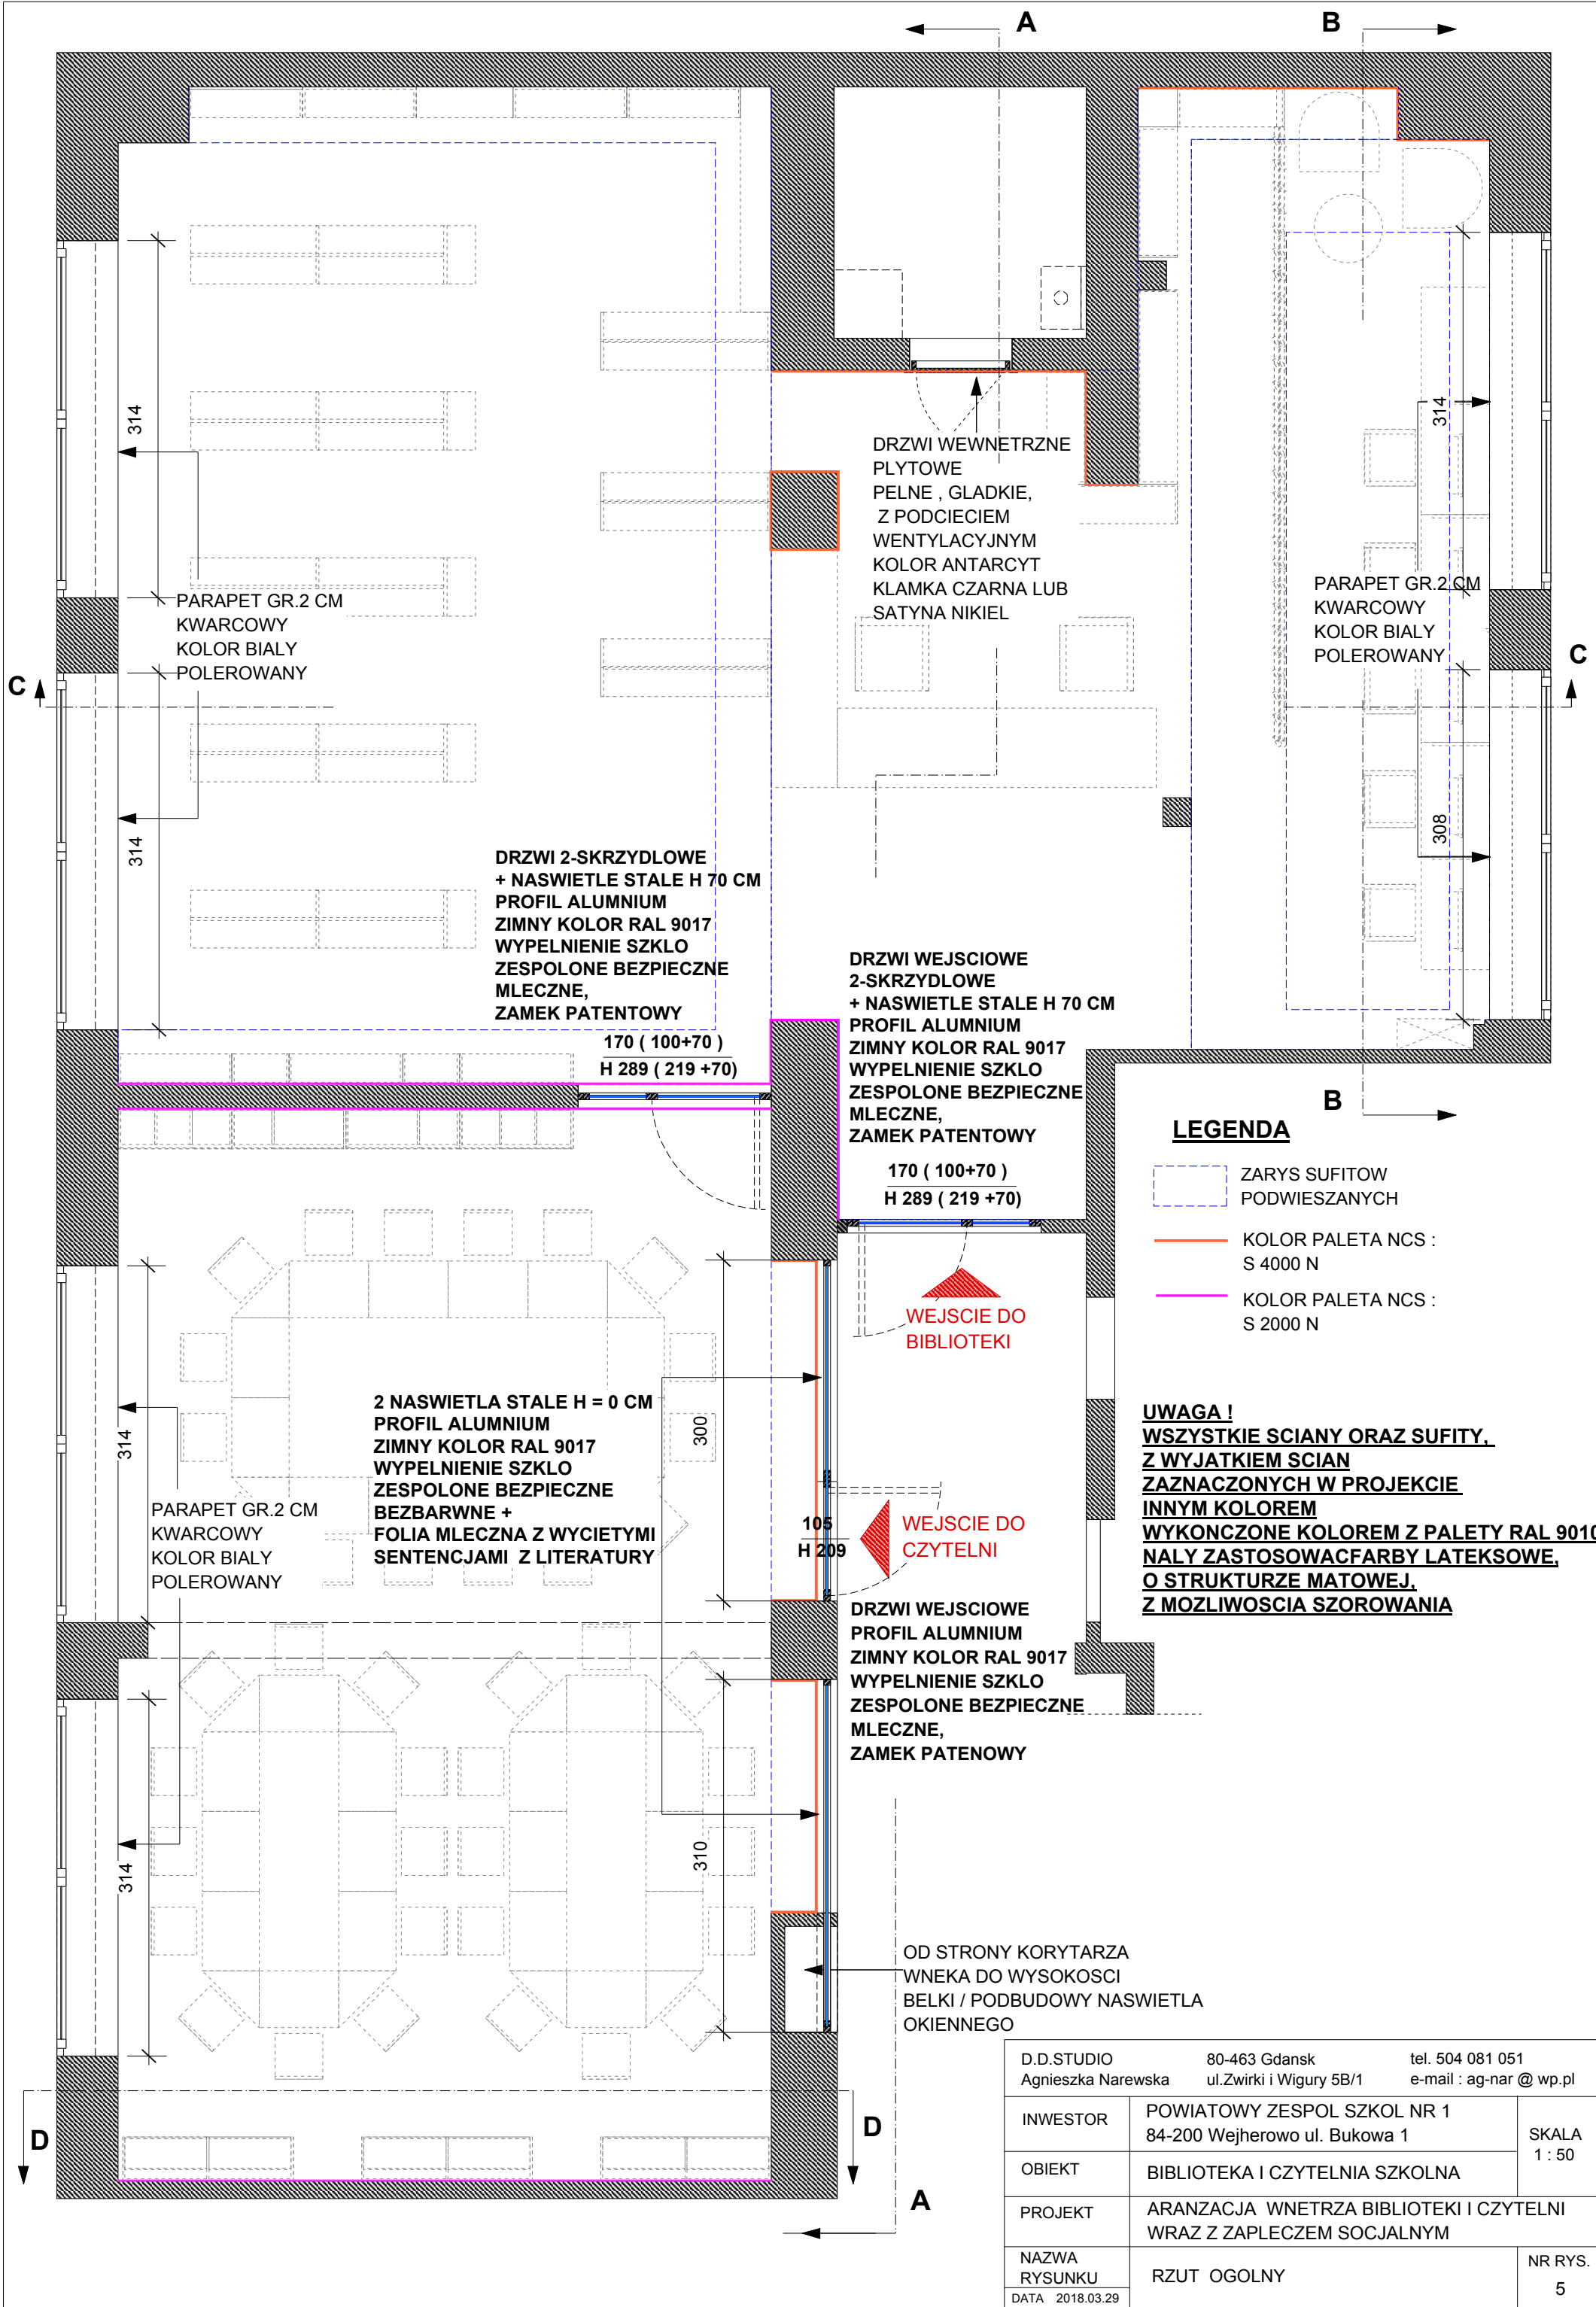 A
B
DRZWI WEWNETRZNE
PLYTOWE
PELNE , GLADKIE,
Z PODCIECIEM
WENTYLACYJNYM
KOLOR ANTARCYT
KLAMKA CZARNA LUB
SATYNA NIKIEL
314
314
PARAPET GR.2 CM
KWARCOWY
KOLOR BIALY
POLEROWANY
PARAPET GR.2 CM
KWARCOWY
KOLOR BIALY
POLEROWANY
C
C
314
308
DRZWI 2-SKRZYDLOWE
+ NASWIETLE STALE H 70 CM
PROFIL ALUMNIUM
ZIMNY KOLOR RAL 9017
WYPELNIENIE SZKLO
ZESPOLONE BEZPIECZNE
MLECZNE,
ZAMEK PATENTOWY
170 ( 100+70 )
H 289 ( 219 +70)
DRZWI WEJSCIOWE
2-SKRZYDLOWE
+ NASWIETLE STALE H 70 CM
PROFIL ALUMNIUM
ZIMNY KOLOR RAL 9017
WYPELNIENIE SZKLO
ZESPOLONE BEZPIECZNE
MLECZNE,
ZAMEK PATENTOWY
170 ( 100+70 )
H 289 ( 219 +70)
B
LEGENDA
ZARYS SUFITOW
PODWIESZANYCH
KOLOR PALETA NCS :
S 4000 N
KOLOR PALETA NCS :
S 2000 N
WEJSCIE DO
BIBLIOTEKI
2 NASWIETLA STALE H = 0 CM
PROFIL ALUMNIUM
ZIMNY KOLOR RAL 9017
WYPELNIENIE SZKLO
ZESPOLONE BEZPIECZNE
BEZBARWNE +
FOLIA MLECZNA Z WYCIETYMI
SENTENCJAMI Z LITERATURY
314
300
PARAPET GR.2 CM
KWARCOWY
KOLOR BIALY
POLEROWANY
105
H 209
WEJSCIE DO
CZYTELNI
UWAGA !
WSZYSTKIE SCIANY ORAZ SUFITY,
Z WYJATKIEM SCIAN
ZAZNACZONYCH W PROJEKCIE
INNYM KOLOREM
WYKONCZONE KOLOREM Z PALETY RAL 9010
NALY ZASTOSOWACFARBY LATEKSOWE,
O STRUKTURZE MATOWEJ,
Z MOZLIWOSCIA SZOROWANIA
DRZWI WEJSCIOWE
PROFIL ALUMNIUM
ZIMNY KOLOR RAL 9017
WYPELNIENIE SZKLO
ZESPOLONE BEZPIECZNE
MLECZNE,
ZAMEK PATENOWY
314
310
OD STRONY KORYTARZA
WNEKA DO WYSOKOSCI
BELKI / PODBUDOWY NASWIETLA
OKIENNEGO
D
D
A
D.D.STUDIO 80-463 Gdansk tel. 504 081 051
Agnieszka Narewska ul.Zwirki i Wigury 5B/1 e-mail : ag-nar @ wp.pl
INWESTOR
POWIATOWY ZESPOL SZKOL NR 1
84-200 Wejherowo ul. Bukowa 1
SKALA
1 : 50
OBIEKT
BIBLIOTEKA I CZYTELNIA SZKOLNA
PROJEKT
ARANZACJA WNETRZA BIBLIOTEKI I CZYTELNI
WRAZ Z ZAPLECZEM SOCJALNYM
NAZWA
RYSUNKU
RZUT OGOLNY
NR RYS.
5
DATA 2018.03.29